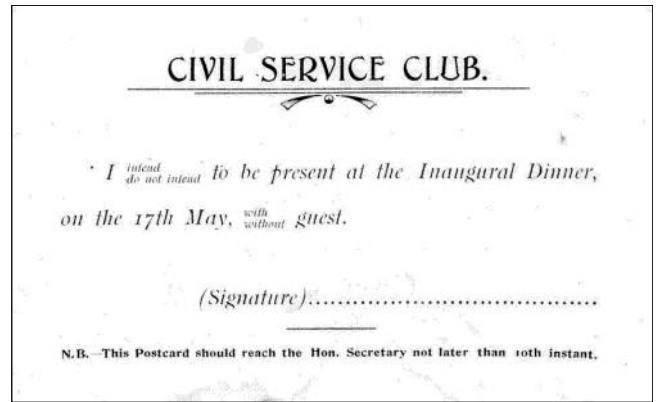 CIVIL SERVICE CLUB.
I intend
do not intend to be present at the Inaugural Dinner,
on the 17th May, with
without guest.
(Signature)......................................
N.B.—This Postcard should reach the Hon. Secretary not later than 10th instant.